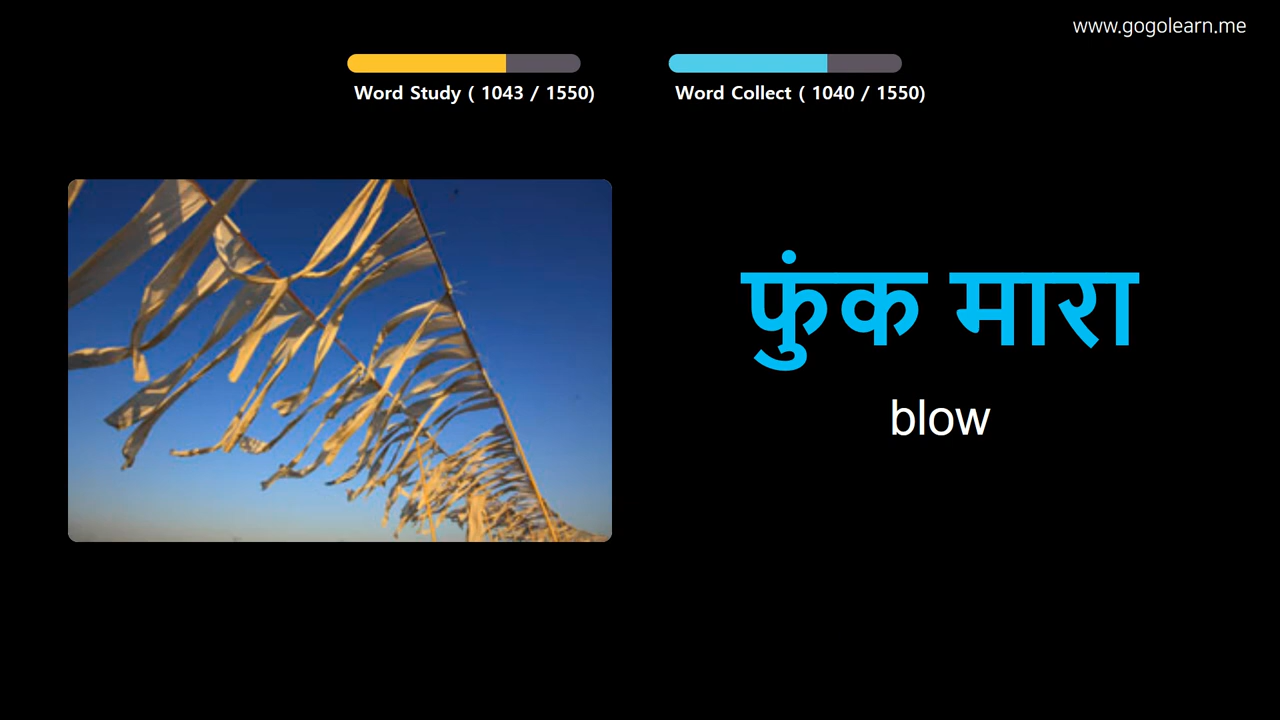 www.gogolearn.me
Word Study ( 1043 / 1550)
Word Collect ( 1040 / 1550)
फुंक मारा
blow